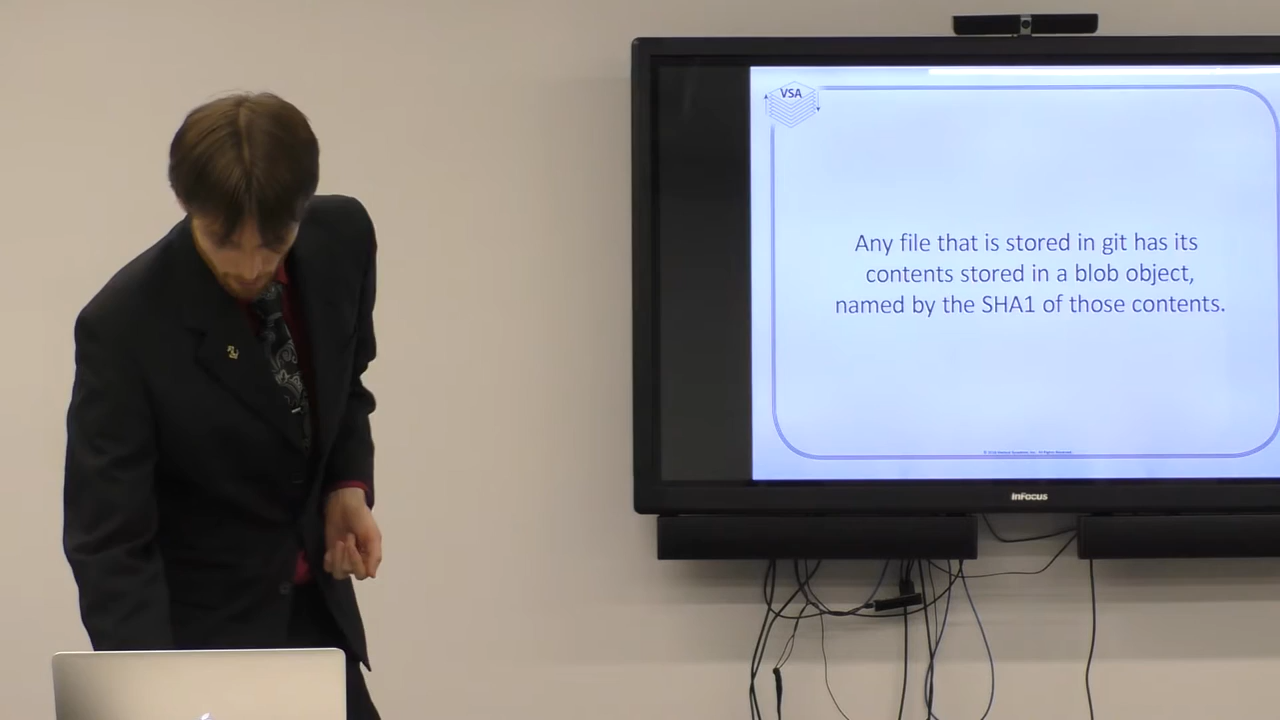 VSA
Any file that is stored in git has its
contents stored in a blob object,
named by the SHA1 of those contents.
InFocus